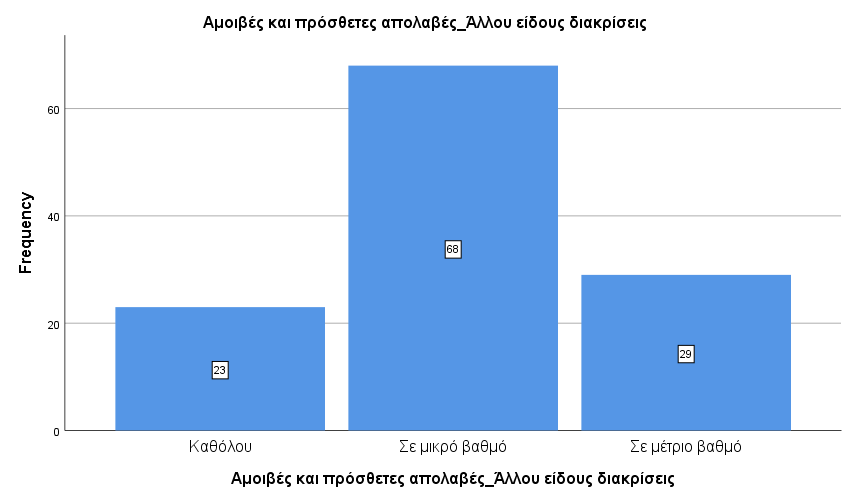 Αμοιβές και πρόσθετες απολαβές_Άλλου είδους διακρίσεις
Frequency
60
40
20
0
23
68
29
Καθόλου
Σε μικρό βαθμό
Σε μέτριο βαθμό
Αμοιβές και πρόσθετες απολαβές_Άλλου είδους διακρίσεις